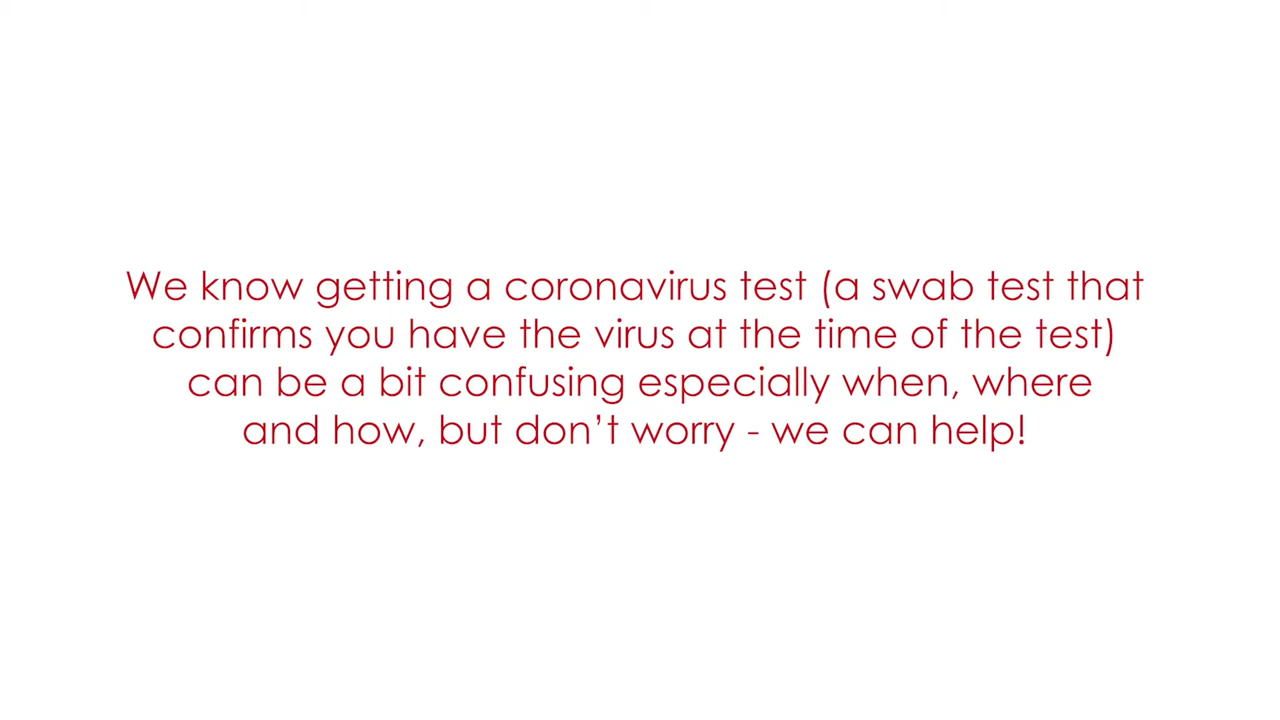 We know getting a coronavirus test (a swab test that
confirms you have the virus at the time of the test)
can be a bit confusing especially when, where
and how, but don’t worry - we can help!